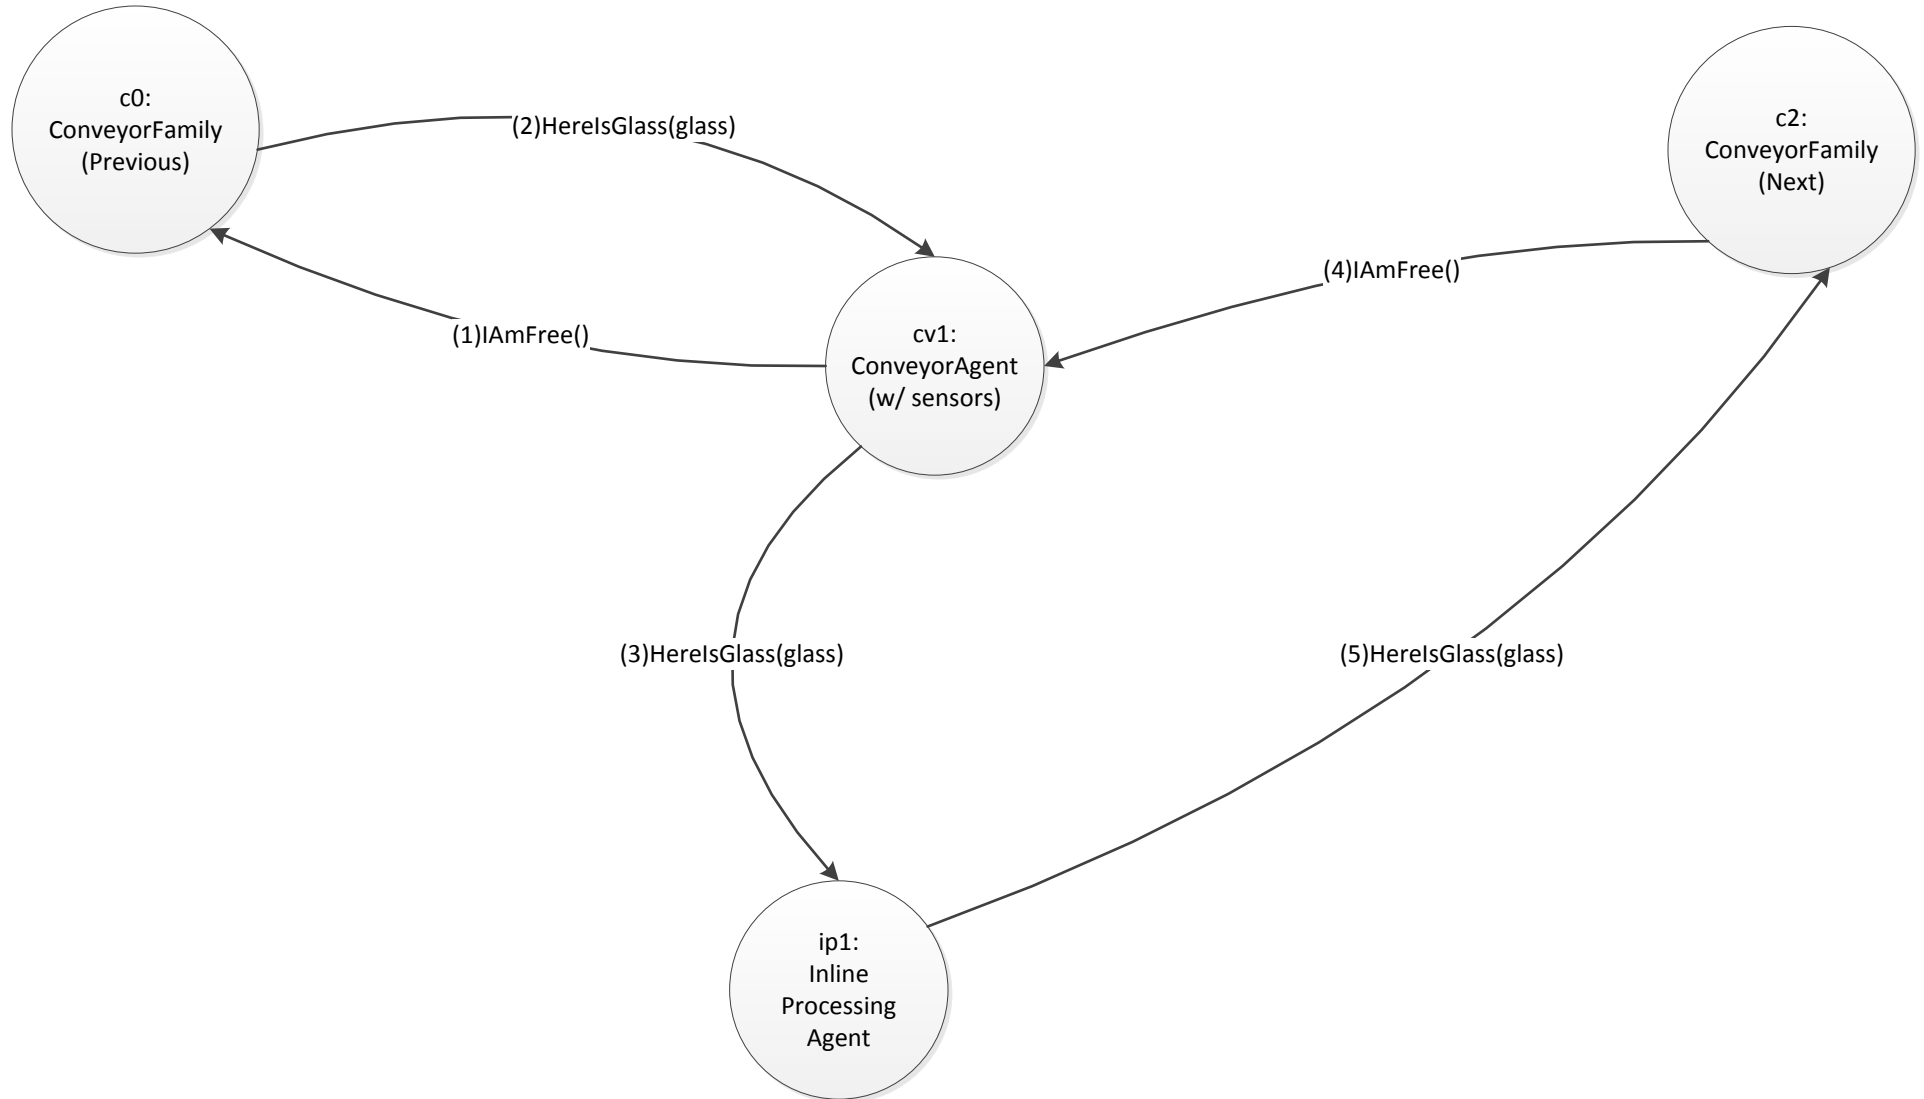 c0:
ConveyorFamily
(Previous)
(2)HereIsGlass(glass)
c2:
ConveyorFamily
(Next)
(4)IAmFree()
(1)IAmFree()
cv1:
ConveyorAgent
(w/ sensors)
(3)HereIsGlass(glass)
(5)HereIsGlass(glass)
ip1:
Inline
Processing
Agent